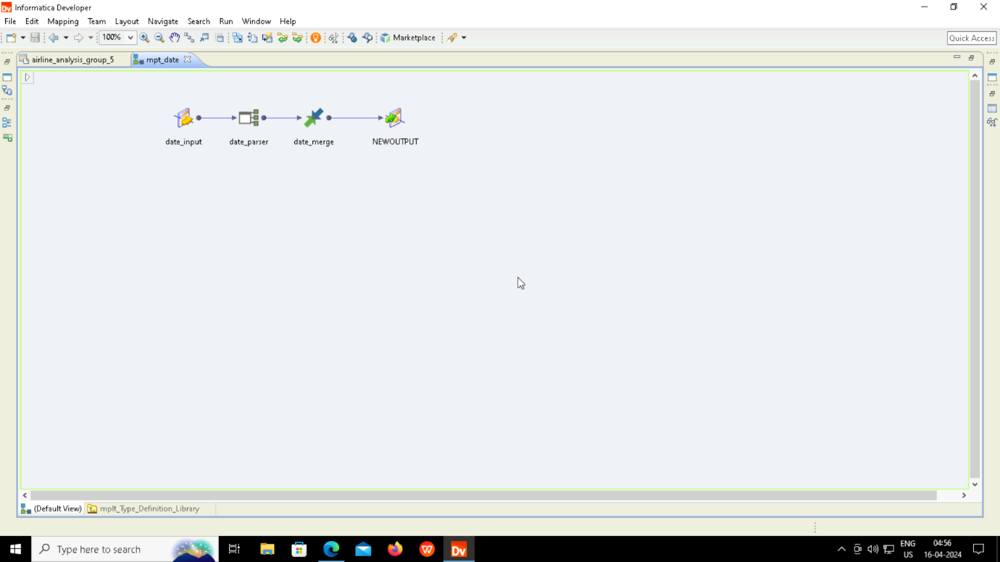 Informatica Developer
File Edit Mapping Team Layout Navigate Search Run Window Help
100% Marketplace Quick Access
airline_analysis_group_5 mpt_date
date_input date_parser date_merge NEWOUTPUT
(Default View) mplt_Type_Definition_Library
Type here to search
Dv
ENG
US
04:56
16-04-2024